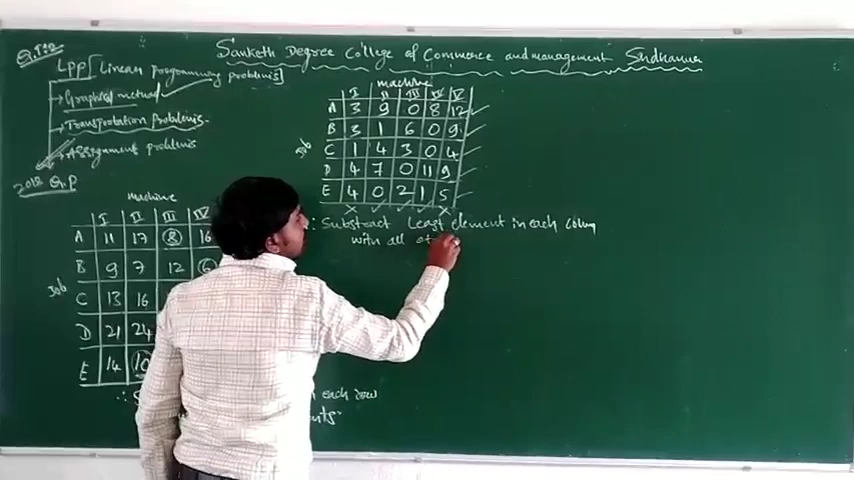 Sanketh Degree College of Commerce and management Sindhanur
LPP [Linear programming problems]
→ Graphical method
→ Transportation problems.
→ Assignment problems
2018 Q.P
machine
I II III IV V
A 3 9 0 8 12
B 3 1 6 0 9
Job C 1 4 3 0 4
D 4 7 0 11 9
E 4 0 2 1 5
: Substract Least element in each column
with all ot
machine
I II III IV
A 11 17 8 16
B 9 7 12 6
Job C 13 16
D 21 24
E 14 10
∴ S each row